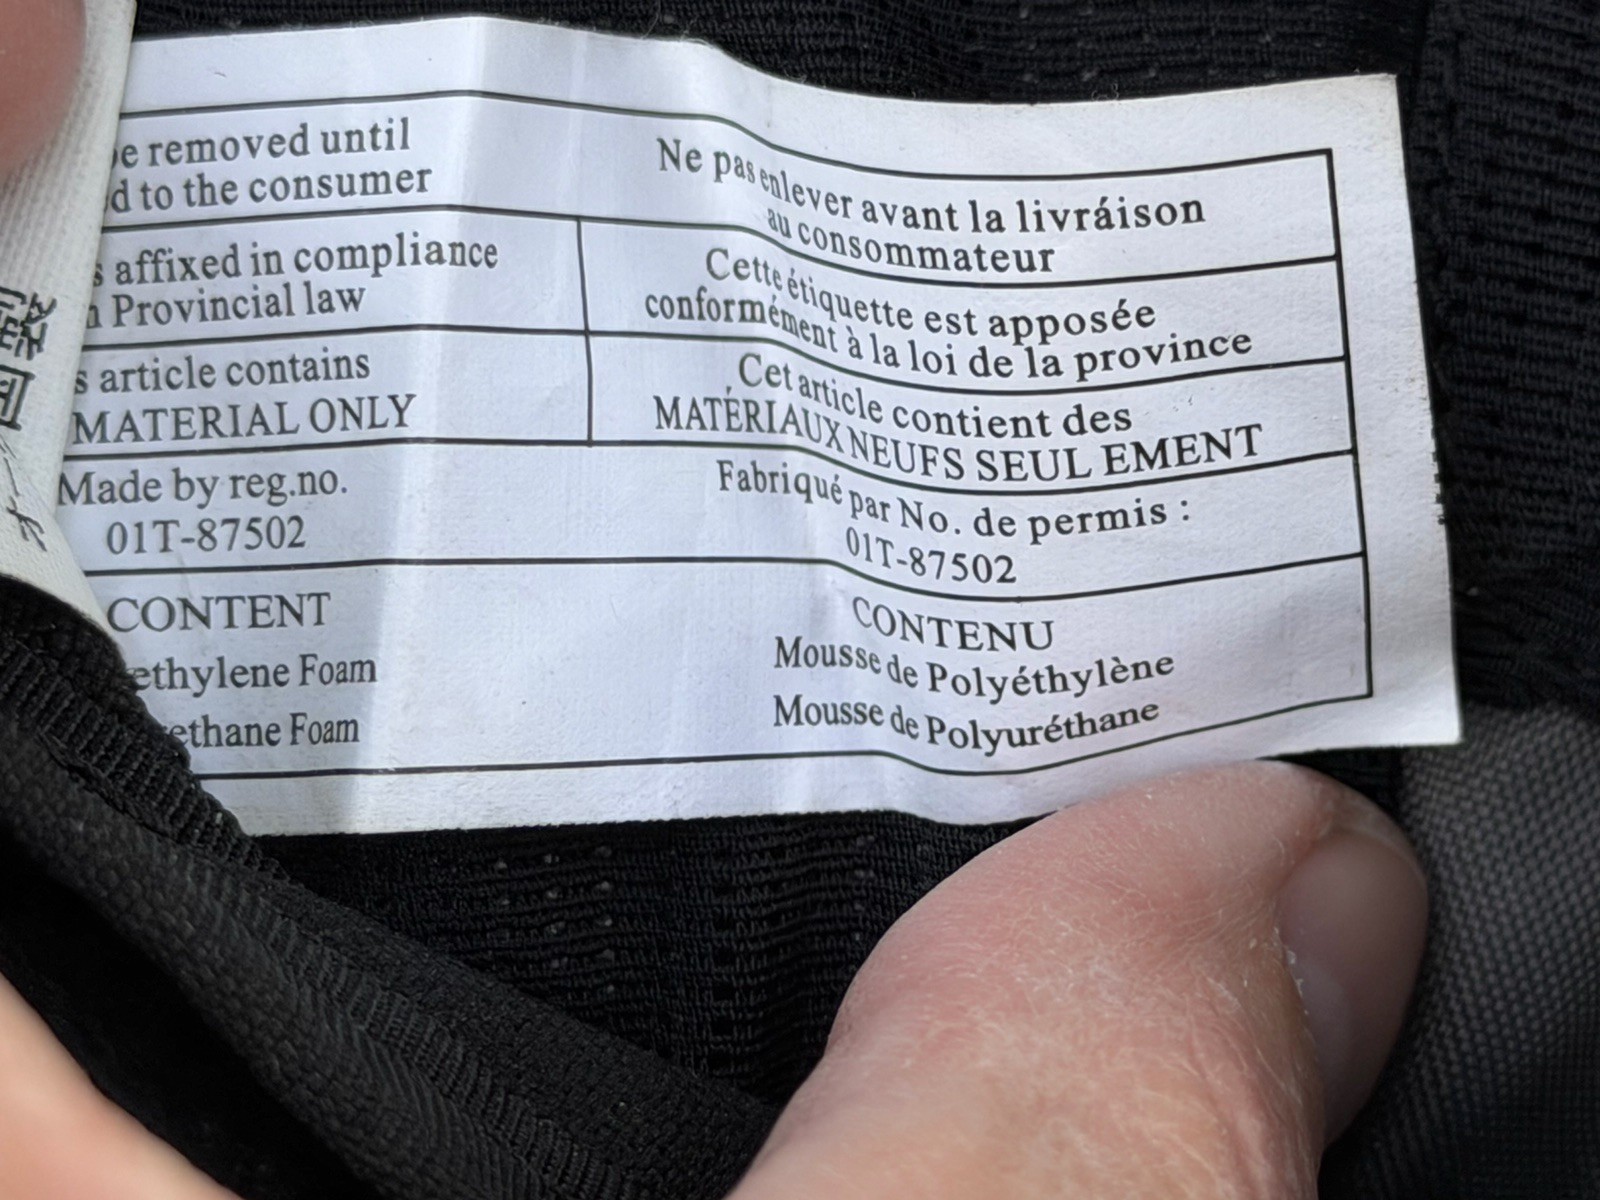 be removed until
d to the consumer
Ne pas enlever avant la livráison
au consommateur
s affixed in compliance
Provincial law
Cette étiquette est apposée
conformément à la loi de la province
s article contains
MATERIAL ONLY
Cet article contient des
MATÉRIAUX NEUFS SEUL EMENT
Made by reg.no.
01T-87502
Fabriqué par No. de permis :
01T-87502
CONTENT
ethylene Foam
ethane Foam
CONTENU
Mousse de Polyéthylène
Mousse de Polyuréthane